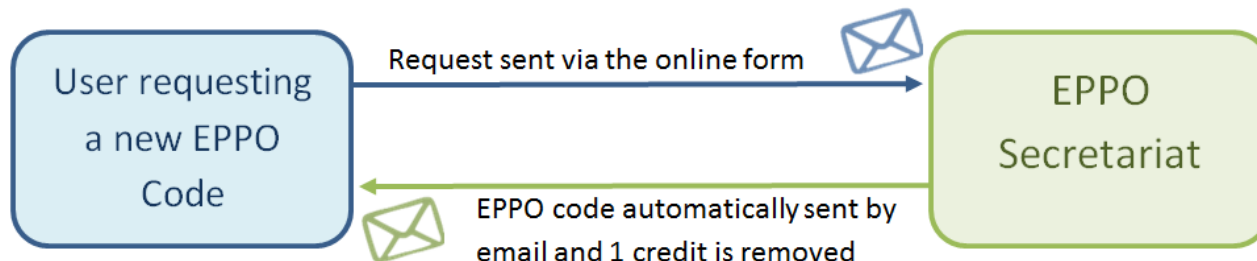 User requesting
a new EPPO
Code
Request sent via the online form
EPPO
Secretariat
EPPO code automatically sent by
email and 1 credit is removed